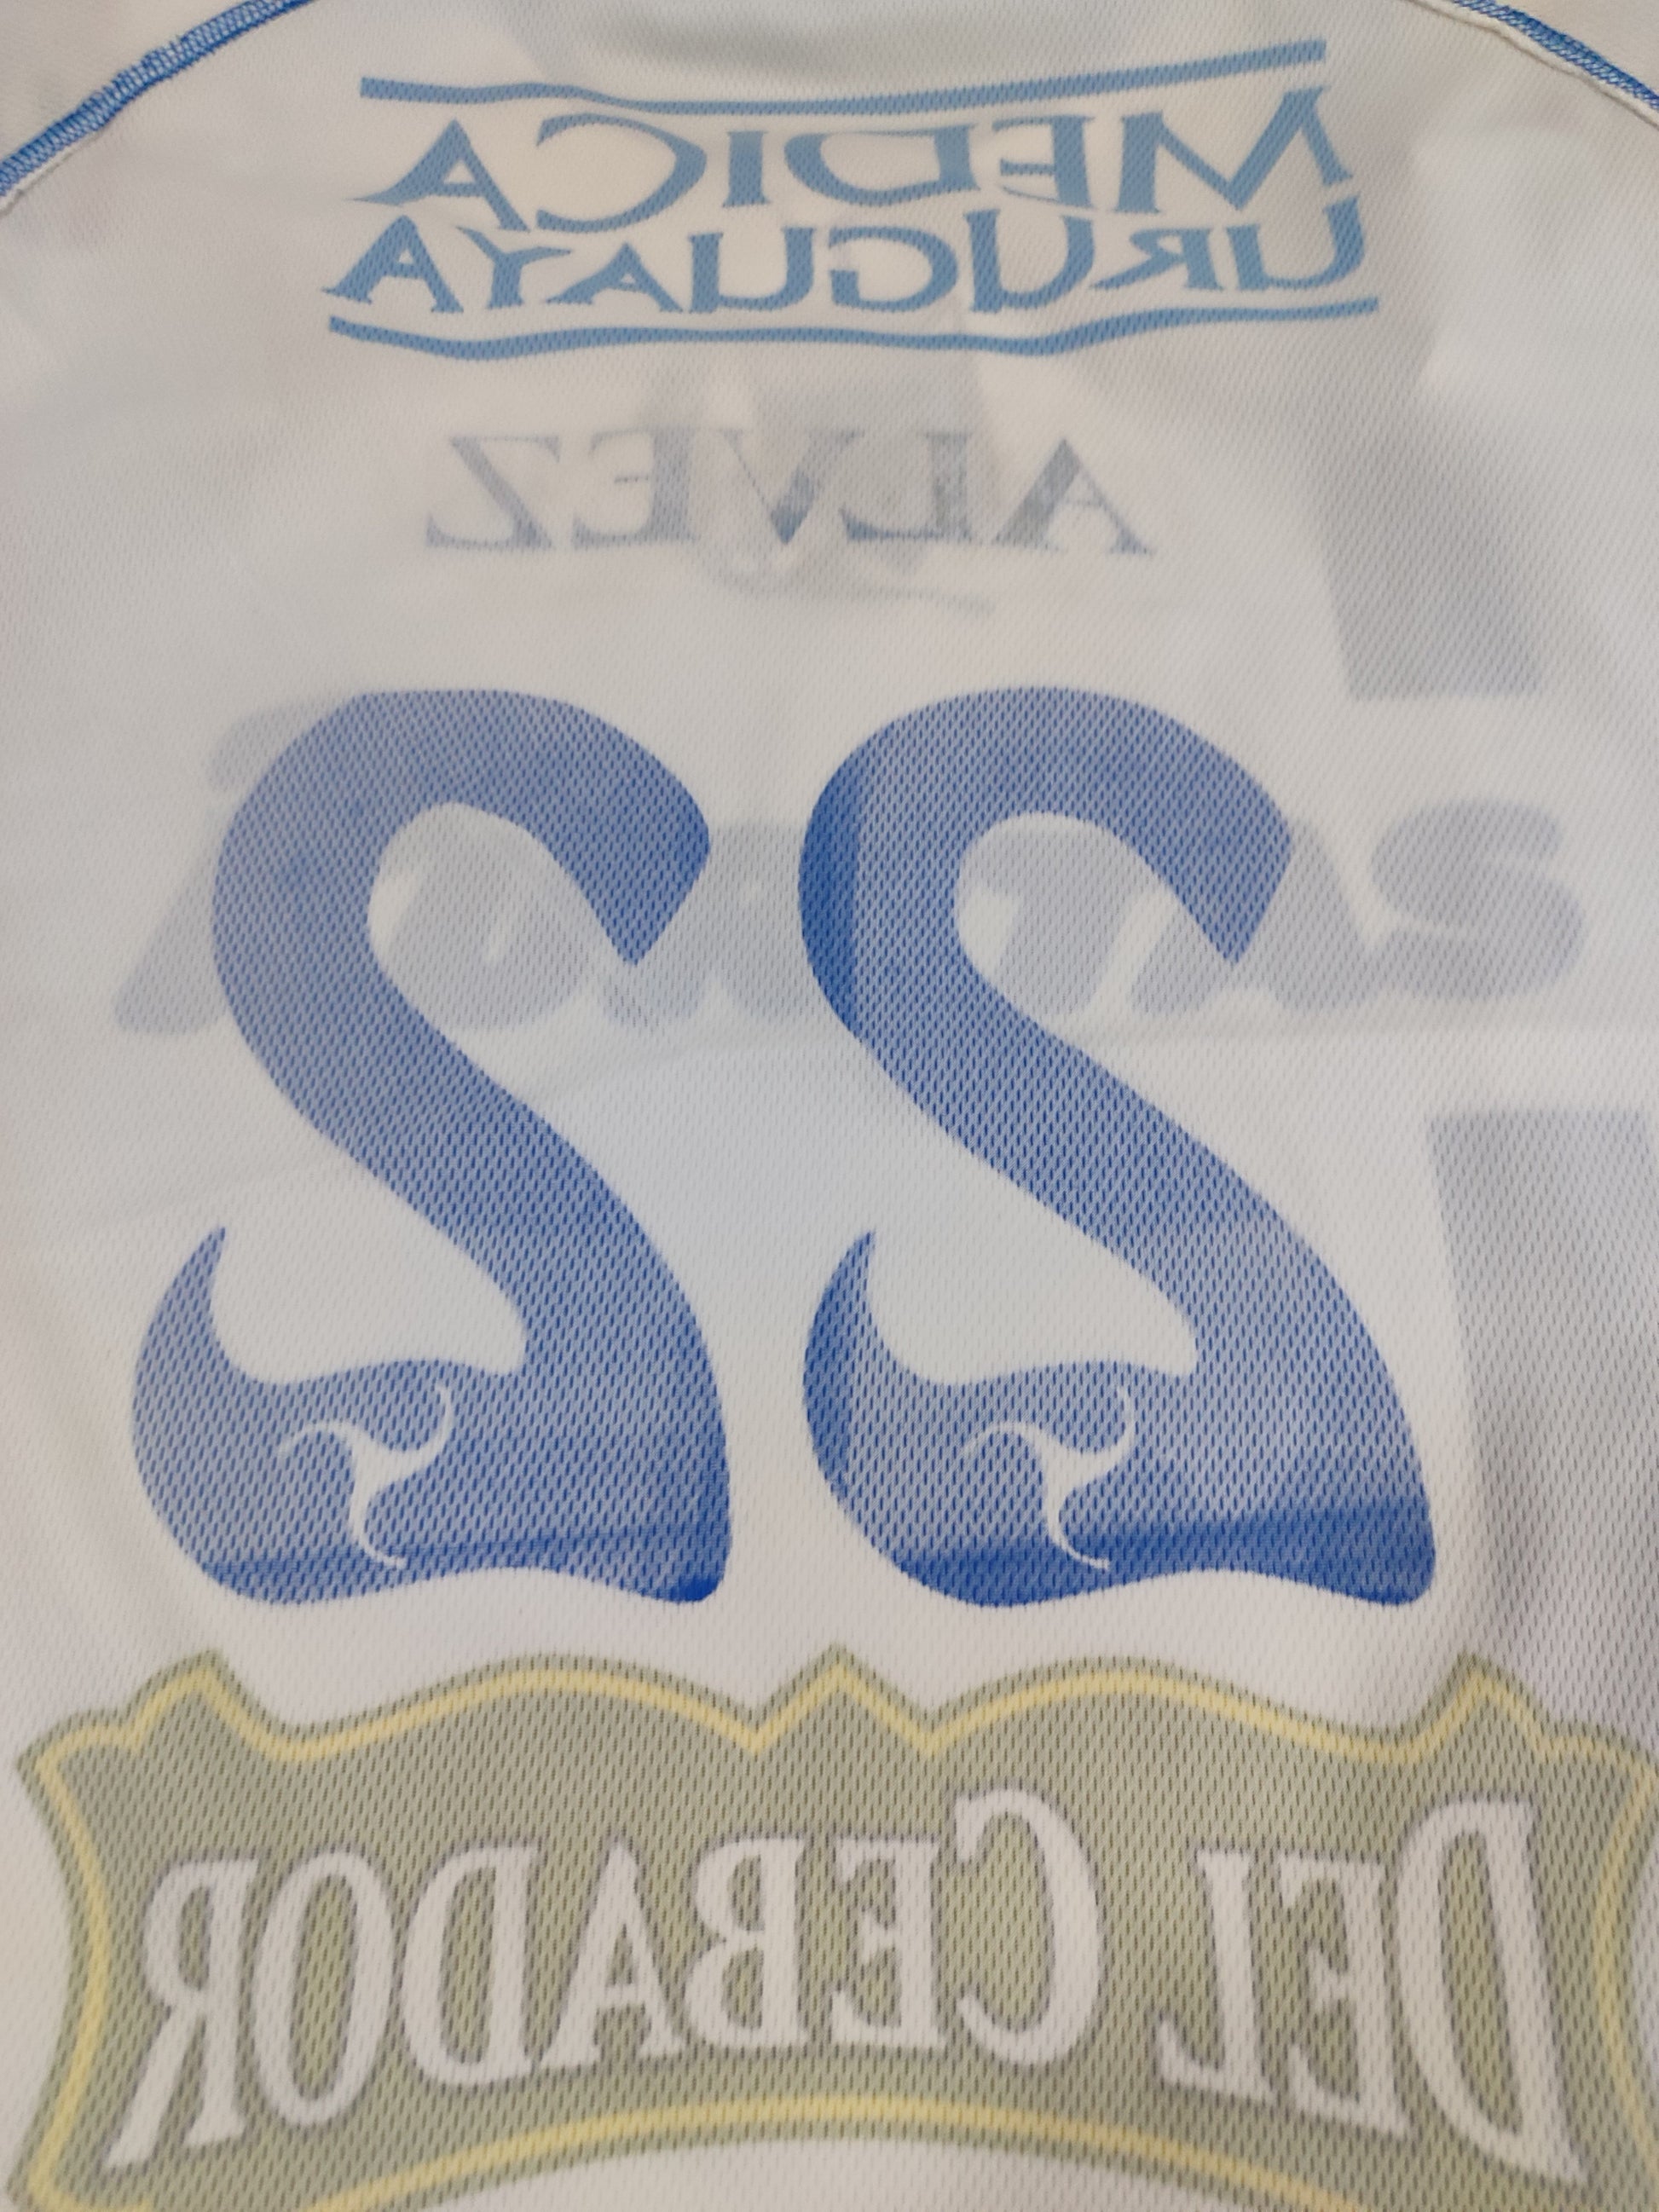 MEDICA
URUGUAYA
ALVEZ
22
DEL CEBADOR